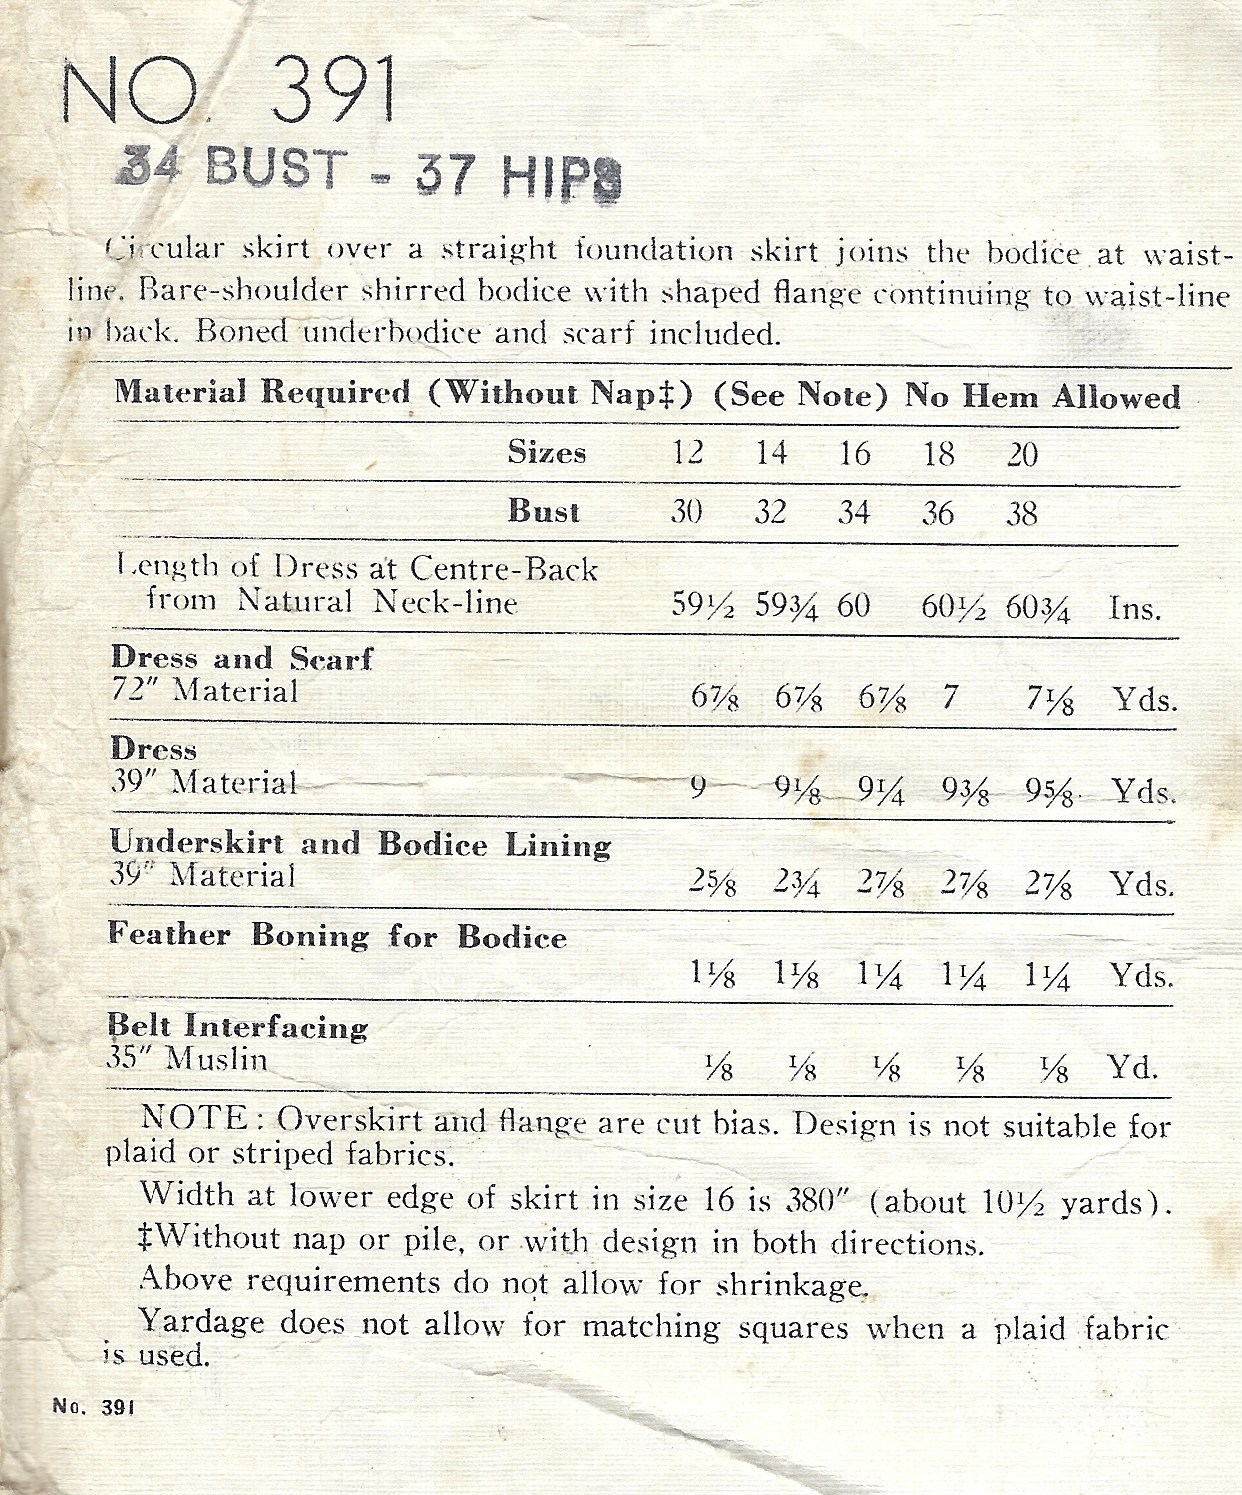 NO. 391
34 BUST - 37 HIPS
Circular skirt over a straight foundation skirt joins the bodice at waist-
line. Bare-shoulder shirred bodice with shaped flange continuing to waist-line
in back. Boned underbodice and scarf included.
Material Required (Without Nap‡) (See Note) No Hem Allowed
Sizes 12 14 16 18 20
Bust 30 32 34 36 38
Length of Dress at Centre-Back
from Natural Neck-line 59½ 59¾ 60 60½ 60¾ Ins.
Dress and Scarf
72" Material 6⅞ 6⅞ 6⅞ 7 7⅛ Yds.
Dress
39" Material 9 9⅛ 9¼ 9⅜ 9⅝ Yds.
Underskirt and Bodice Lining
39" Material 2⅝ 2¾ 2⅞ 2⅞ 2⅞ Yds.
Feather Boning for Bodice
1⅛ 1⅛ 1¼ 1¼ 1¼ Yds.
Belt Interfacing
35" Muslin ⅛ ⅛ ⅛ ⅛ ⅛ Yd.
NOTE: Overskirt and flange are cut bias. Design is not suitable for
plaid or striped fabrics.
Width at lower edge of skirt in size 16 is 380" (about 10½ yards).
‡Without nap or pile, or with design in both directions.
Above requirements do not allow for shrinkage.
Yardage does not allow for matching squares when a plaid fabric
is used.
No. 391